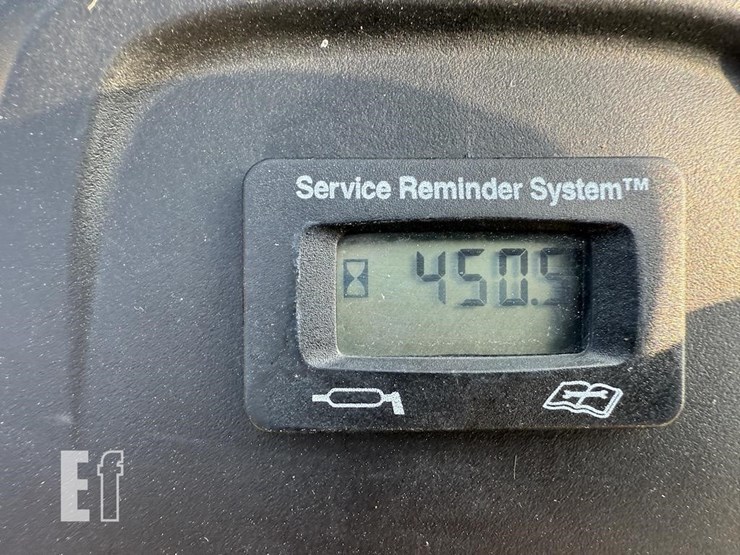 Service Reminder System™
450.5
Ef